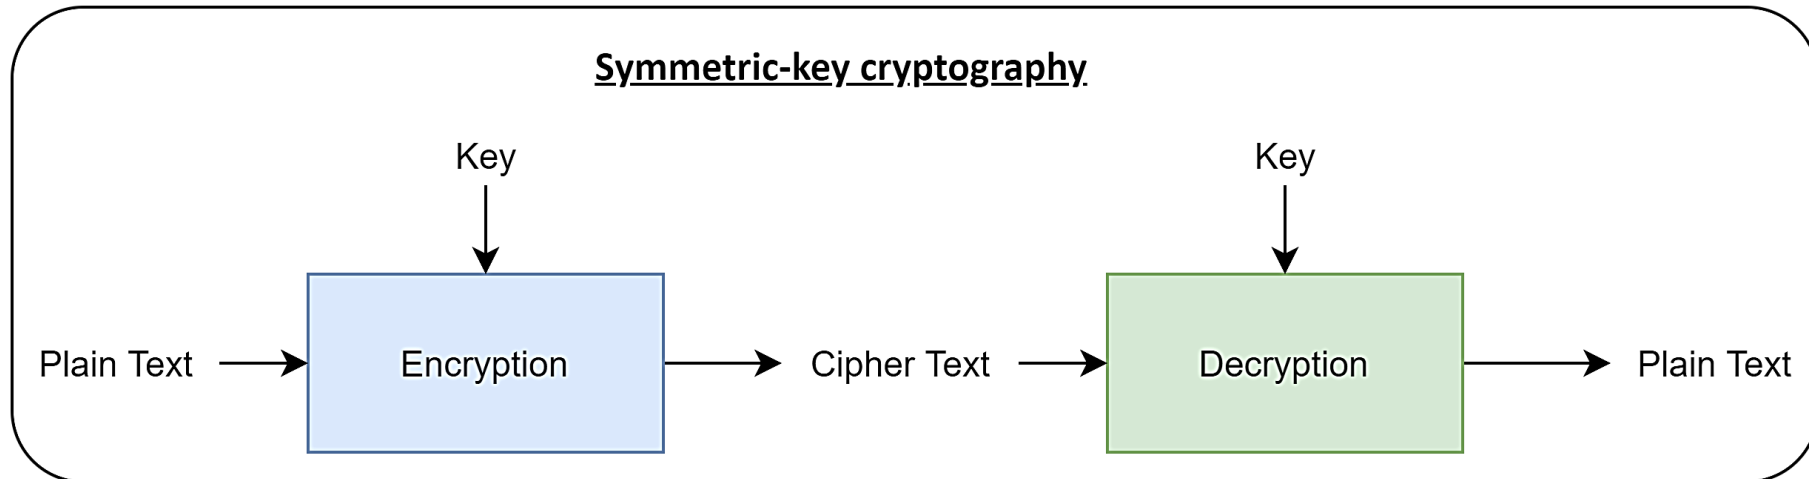 Symmetric-key cryptography
Key Key
Plain Text Encryption Cipher Text Decryption Plain Text